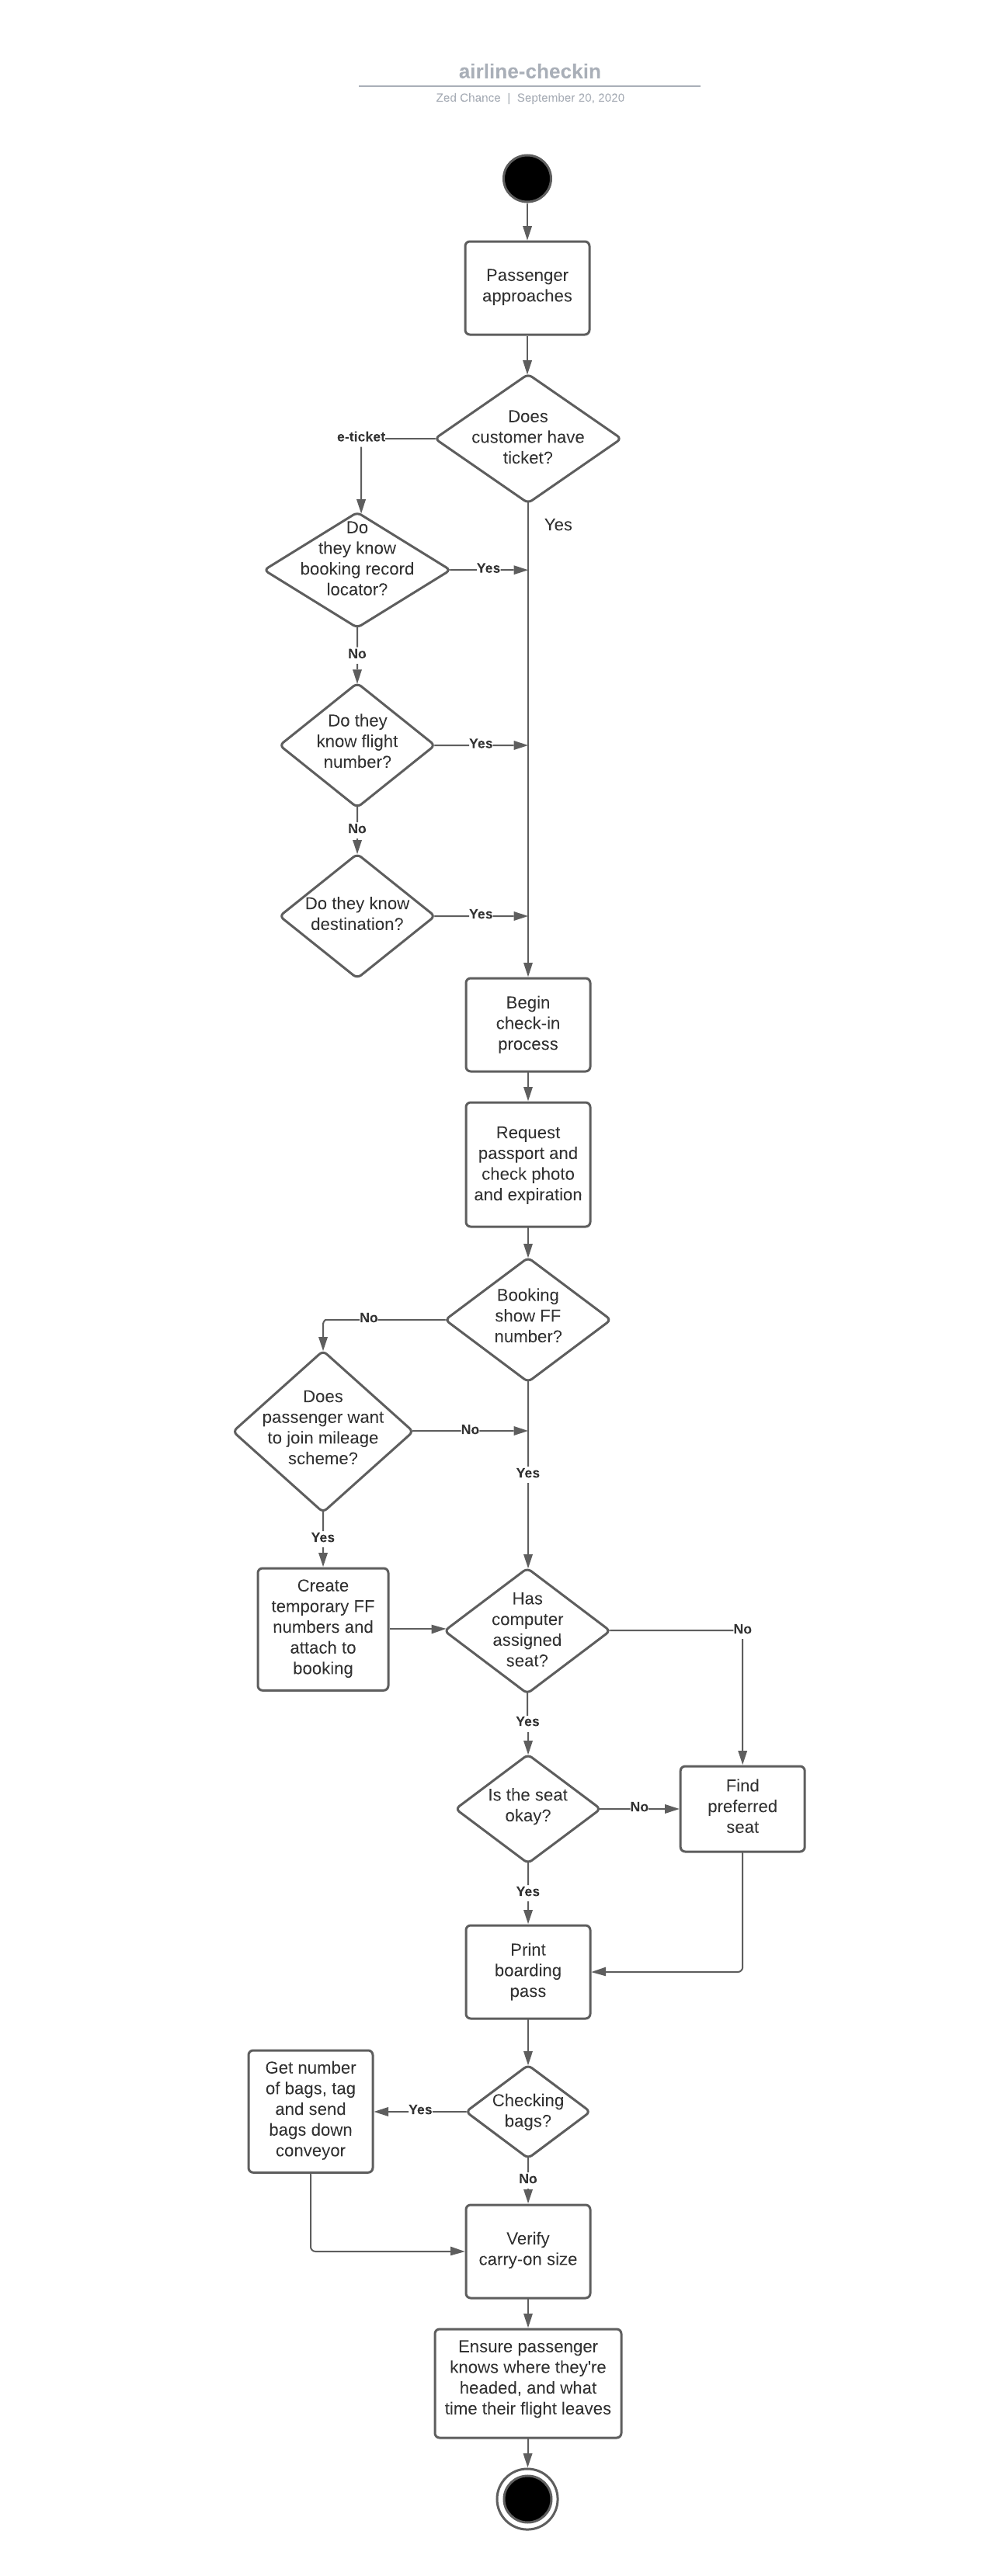 airline-checkin
Zed Chance | September 20, 2020
Passenger
approaches
Does
customer have
ticket?
e-ticket
Yes
Do
they know
booking record
locator?
Yes
No
Do they
know flight
number?
Yes
No
Do they know
destination?
Yes
Begin
check-in
process
Request
passport and
check photo
and expiration
Booking
show FF
number?
No
Does
passenger want
to join mileage
scheme?
No
Yes
Yes
Create
temporary FF
numbers and
attach to
booking
Has
computer
assigned
seat?
No
Yes
Is the seat
okay?
No
Find
preferred
seat
Yes
Print
boarding
pass
Get number
of bags, tag
and send
bags down
conveyor
Yes
Checking
bags?
No
Verify
carry-on size
Ensure passenger
knows where they're
headed, and what
time their flight leaves